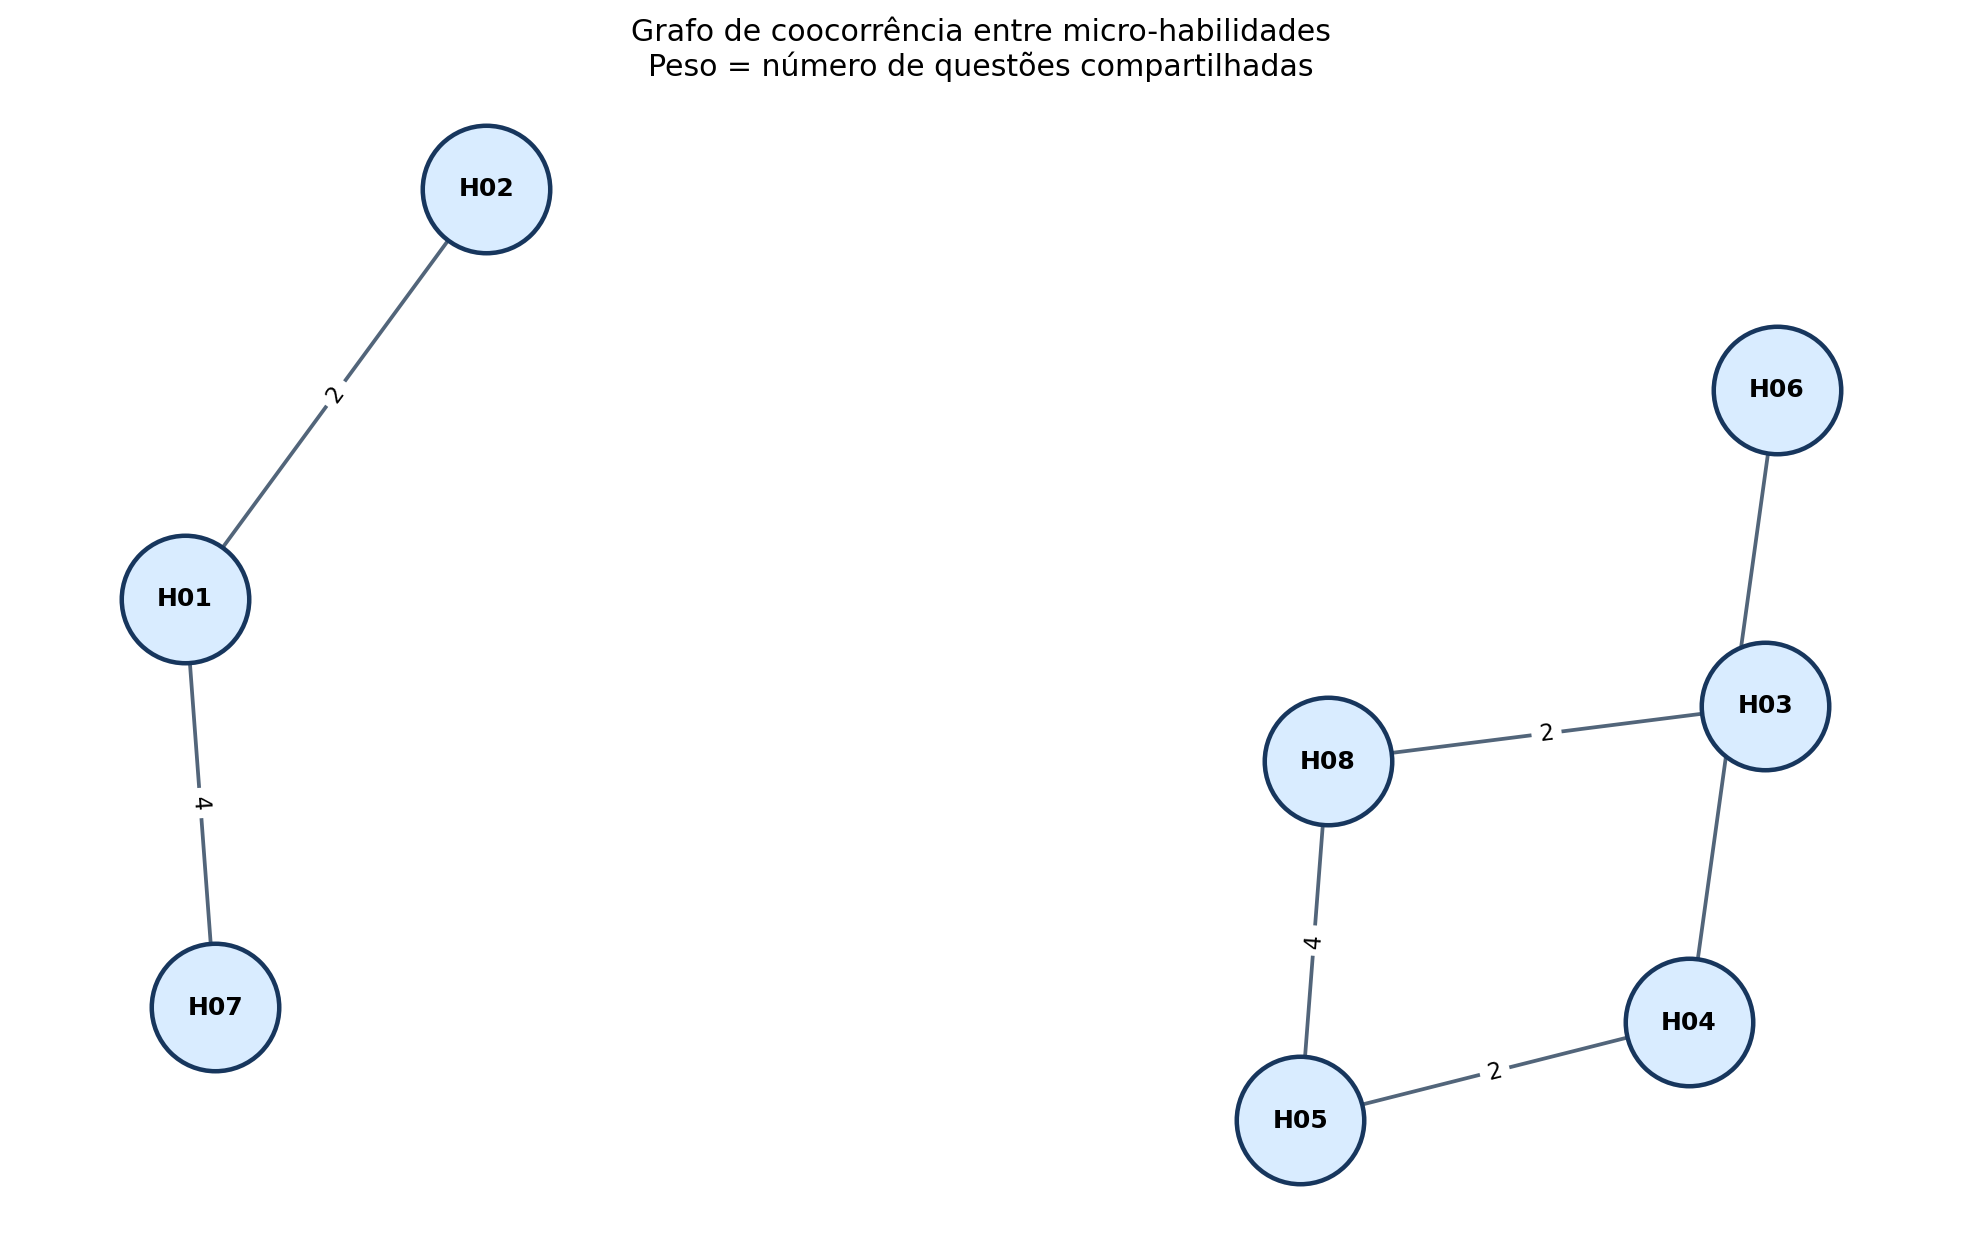 Grafo de coocorrência entre micro-habilidades
Peso = número de questões compartilhadas
H02
2
H06
H01
H03
2
H08
4
4
H07
H04
2
H05